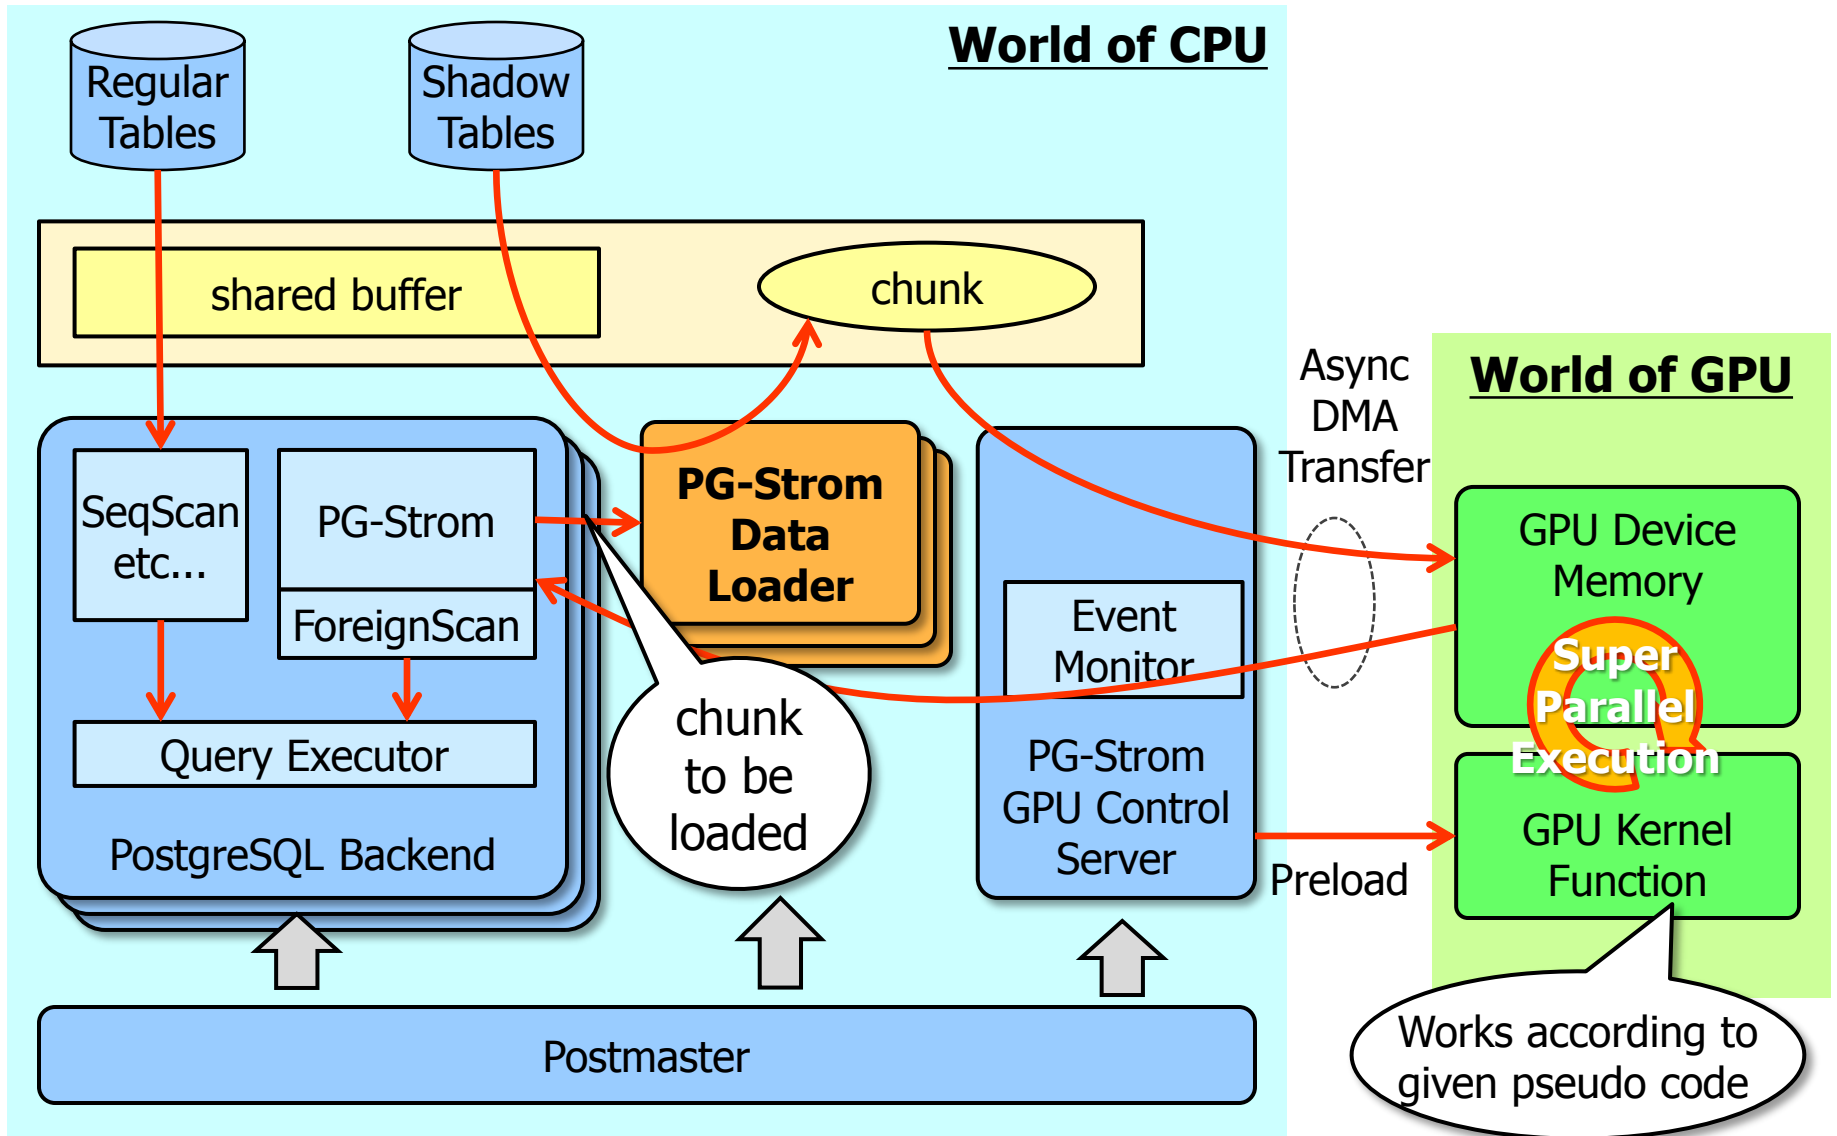 World of CPU
Regular
Tables
Shadow
Tables
shared buffer
chunk
Async
DMA
Transfer
World of GPU
SeqScan
etc...
PG-Strom
ForeignScan
Query Executor
PostgreSQL Backend
PG-Strom
Data
Loader
chunk
to be
loaded
Event
Monitor
PG-Strom
GPU Control
Server
Preload
GPU Device
Memory
Super
Parallel
Execution
GPU Kernel
Function
Works according to
given pseudo code
Postmaster